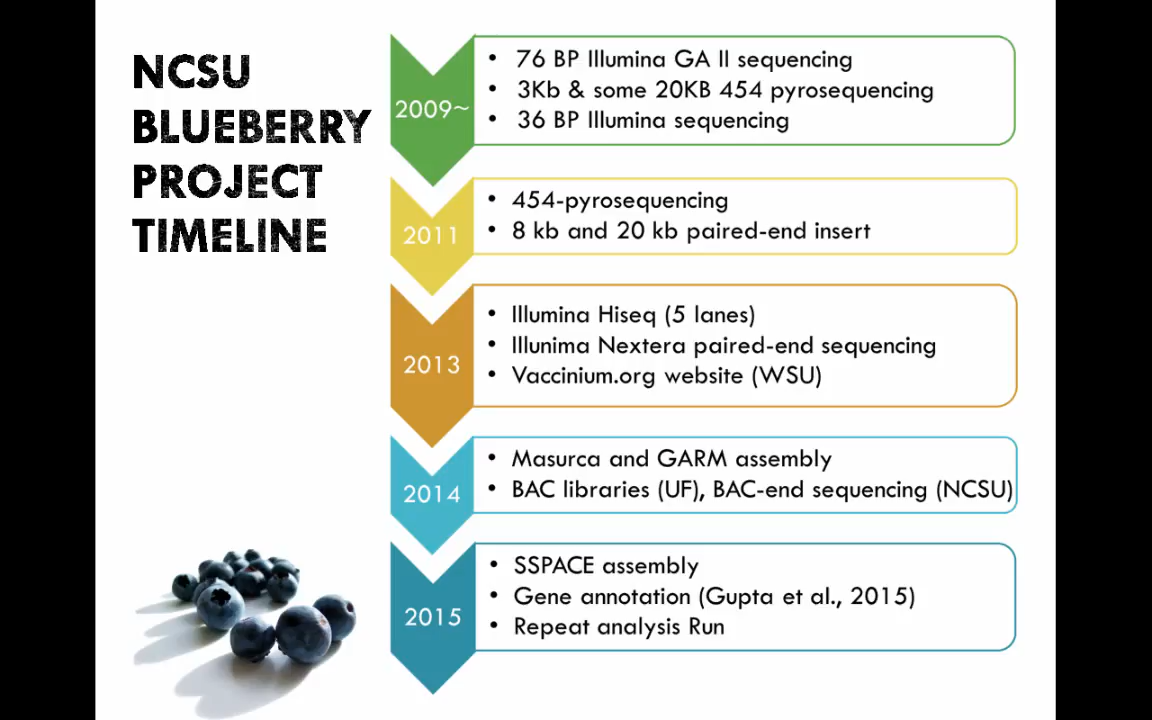 NCSU
BLUEBERRY
PROJECT
TIMELINE
2009~
• 76 BP Illumina GA II sequencing
• 3Kb & some 20KB 454 pyrosequencing
• 36 BP Illumina sequencing
2011
• 454-pyrosequencing
• 8 kb and 20 kb paired-end insert
2013
• Illumina Hiseq (5 lanes)
• Illunima Nextera paired-end sequencing
• Vaccinium.org website (WSU)
2014
• Masurca and GARM assembly
• BAC libraries (UF), BAC-end sequencing (NCSU)
2015
• SSPACE assembly
• Gene annotation (Gupta et al., 2015)
• Repeat analysis Run